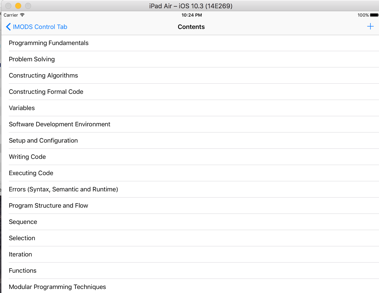 iPad Air – iOS 10.3 (14E269)
Carrier 10:24 PM 100%
IMODS Control Tab Contents +
Programming Fundamentals
Problem Solving
Constructing Algorithms
Constructing Formal Code
Variables
Software Development Environment
Setup and Configuration
Writing Code
Executing Code
Errors (Syntax, Semantic and Runtime)
Program Structure and Flow
Sequence
Selection
Iteration
Functions
Modular Programming Techniques